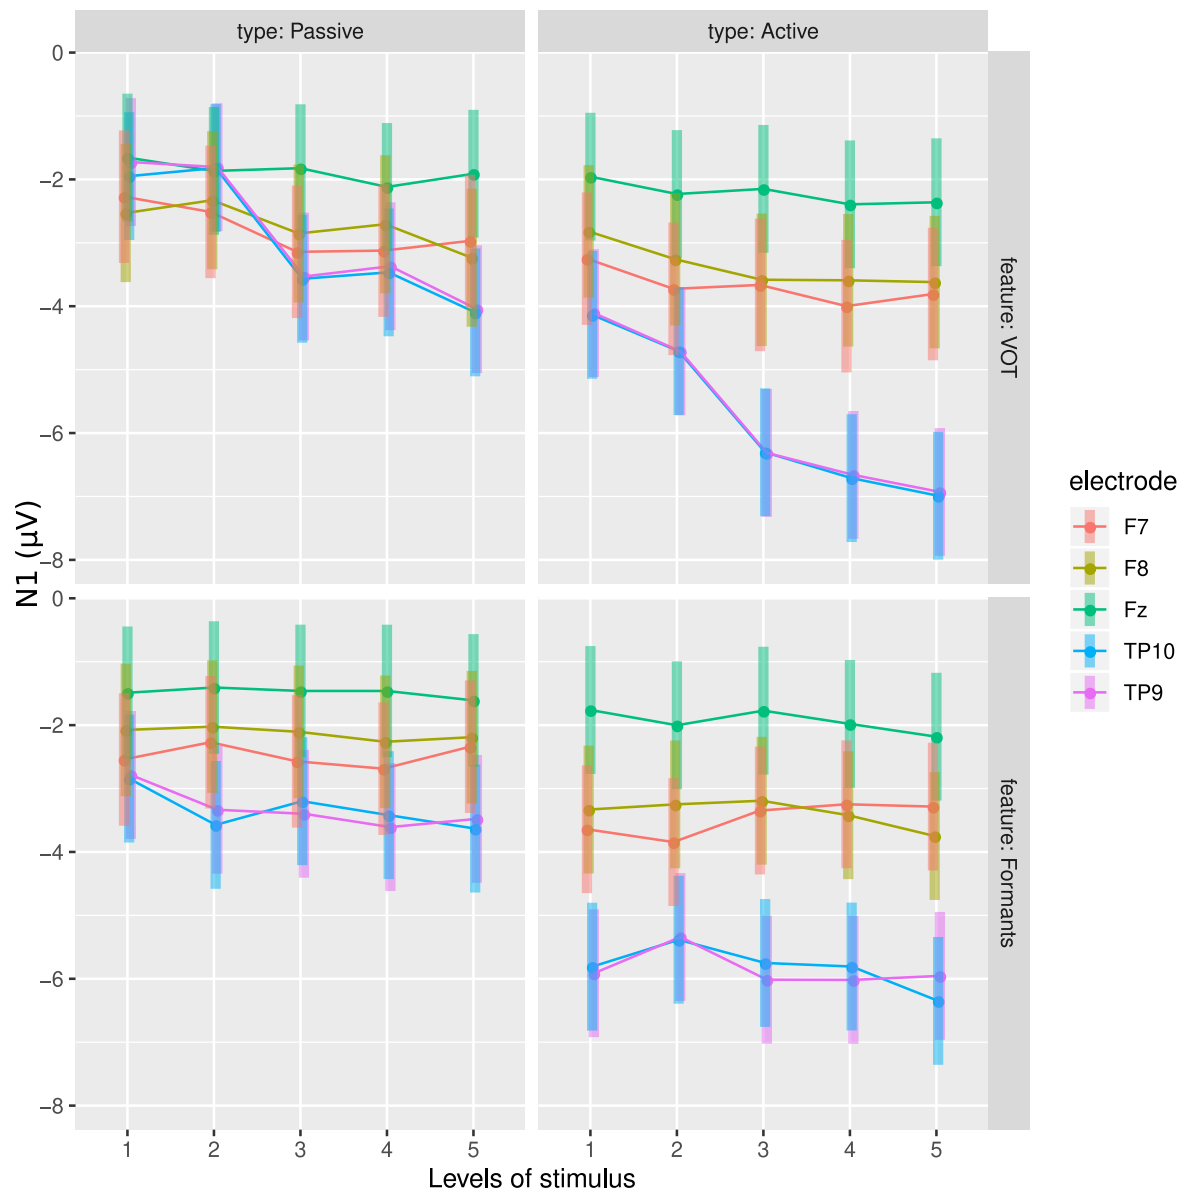 type: Passive
type: Active
0
−2
−4
−6
−8
feature: VOT
N1 (µV)
0
−2
−4
−6
−8
feature: Formants
1 2 3 4 5
1 2 3 4 5
Levels of stimulus
electrode
F7
F8
Fz
TP10
TP9